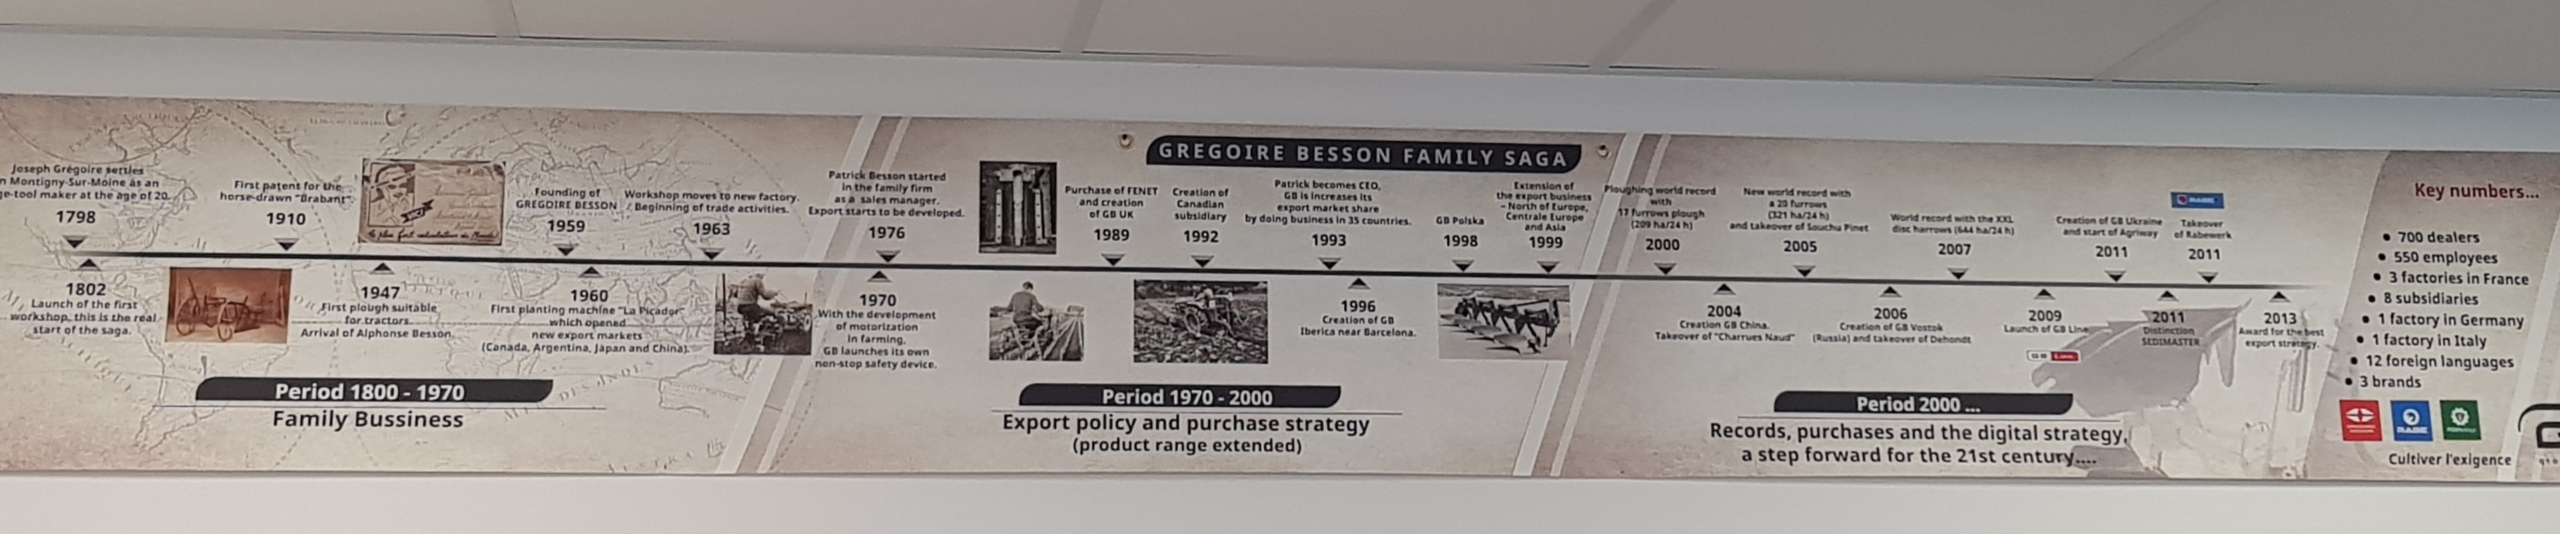 GREGOIRE BESSON FAMILY SAGA
Joseph Grégoire settles
n Montigny-Sur-Moine as an
ge-tool maker at the age of 20.
1798
1802
Launch of the first
workshop, this is the real
start of the saga.
First patent for the
horse-drawn "Brabant".
1910
1947
First plough suitable
for tractors.
Arrival of Alphonse Besson.
Founding of
GREGOIRE BESSON
1959
1960
First planting machine "La Picador"
which opened
new export markets
(Canada, Argentina, Japan and China).
Workshop moves to new factory.
Beginning of trade activities.
1963
Period 1800 - 1970
Family Bussiness
Patrick Besson started
in the family firm
as a sales manager.
Export starts to be developed.
1976
1970
With the development
of motorization
in farming,
GB launches its own
non-stop safety device.
Purchase of FENET
and creation
of GB UK
1989
Creation of
Canadian
subsidiary
1992
Patrick becomes CEO,
GB is increases its
export market share
by doing business in 35 countries.
1993
1996
Creation of GB
Iberica near Barcelona.
GB Polska
1998
Extension of
the export business
- North of Europe,
Centrale Europe
and Asia
1999
Period 1970 - 2000
Export policy and purchase strategy
(product range extended)
Ploughing world record
with
17 furrows plough
(209 ha/24 h)
2000
2004
Creation GB China.
Takeover of "Charrues Naud"
New world record with
a 20 furrows
(321 ha/24 h)
and takeover of Souchu Pinet
2005
2006
Creation of GB Vostok
(Russia) and takeover of Dehondt
World record with the XXL
disc harrows (644 ha/24 h)
2007
2009
Launch of GB Line
Creation of GB Ukraine
and start of Agriway
2011
2011
Distinction
SEDIMASTER
RABE
Takeover
of Rabewerk
2011
2013
Award for the best
export strategy.
Period 2000 ...
Records, purchases and the digital strategy,
a step forward for the 21st century....
Key numbers...
• 700 dealers
• 550 employees
• 3 factories in France
• 8 subsidiaries
• 1 factory in Germany
• 1 factory in Italy
• 12 foreign languages
• 3 brands
RABE
Cultiver l'exigence